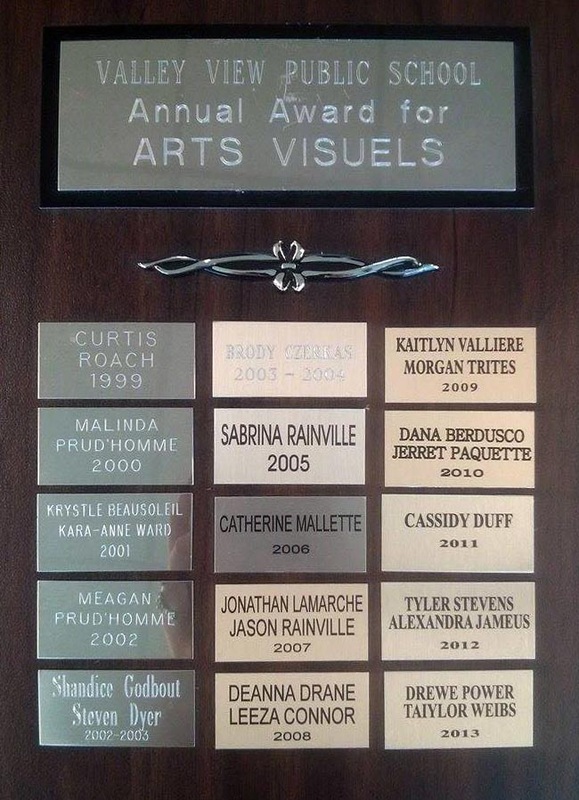 VALLEY VIEW PUBLIC SCHOOL
Annual Award for
ARTS VISUELS
CURTIS
ROACH
1999
MALINDA
PRUD'HOMME
2000
KRYSTLE BEAUSOLEIL
KARA-ANNE WARD
2001
MEAGAN
PRUD'HOMME
2002
Shandice Godbout
Steven Dyer
2002-2003
BRODY CZERKAS
2003 - 2004
SABRINA RAINVILLE
2005
CATHERINE MALLETTE
2006
JONATHAN LAMARCHE
JASON RAINVILLE
2007
DEANNA DRANE
LEEZA CONNOR
2008
KAITLYN VALLIERE
MORGAN TRITES
2009
DANA BERDUSCO
JERRET PAQUETTE
2010
CASSIDY DUFF
2011
TYLER STEVENS
ALEXANDRA JAMEUS
2012
DREWE POWER
TAIYLOR WEIBS
2013